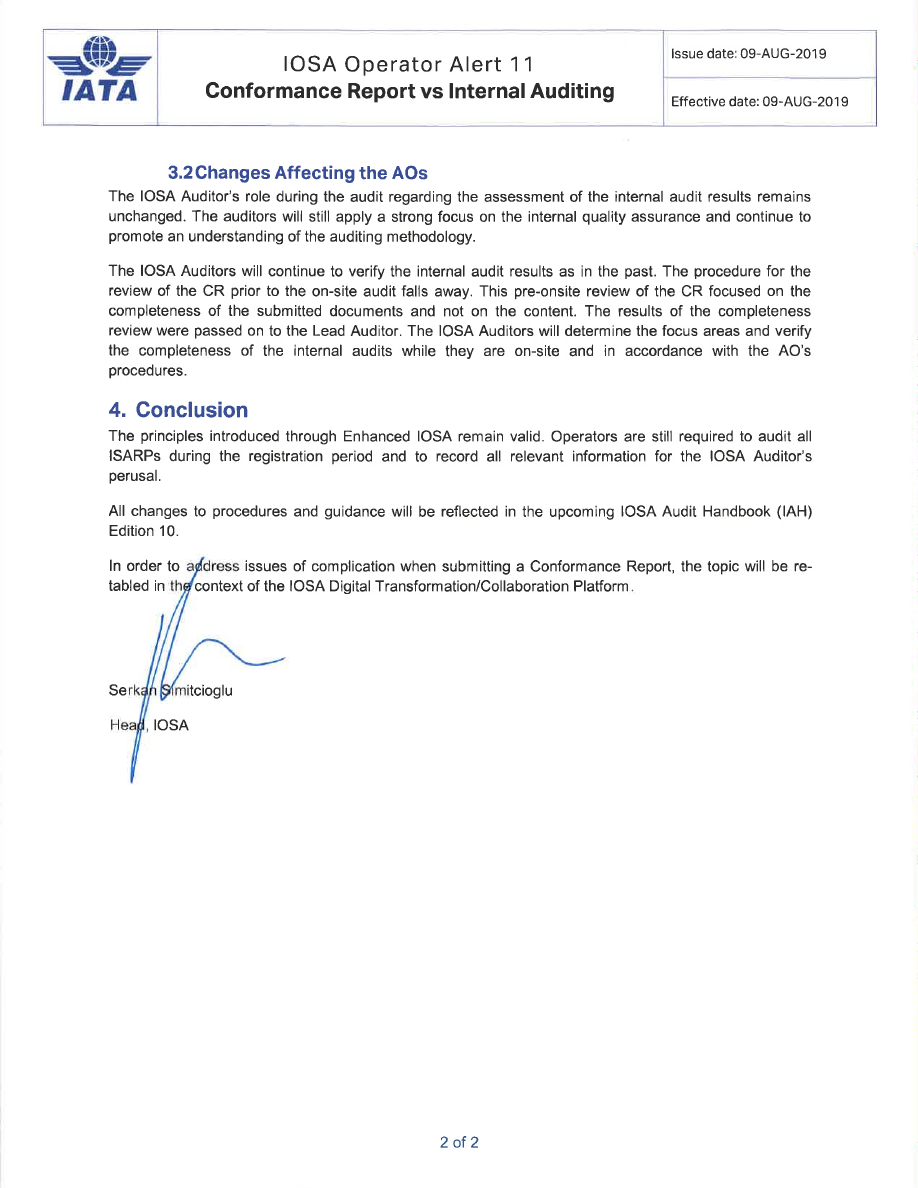 IATA
IOSA Operator Alert 11
Conformance Report vs Internal Auditing
Issue date: 09-AUG-2019
Effective date: 09-AUG-2019
3.2Changes Affecting the AOs
The IOSA Auditor's role during the audit regarding the assessment of the internal audit results remains
unchanged. The auditors will still apply a strong focus on the internal quality assurance and continue to
promote an understanding of the auditing methodology.
The IOSA Auditors will continue to verify the internal audit results as in the past. The procedure for the
review of the CR prior to the on-site audit falls away. This pre-onsite review of the CR focused on the
completeness of the submitted documents and not on the content. The results of the completeness
review were passed on to the Lead Auditor. The IOSA Auditors will determine the focus areas and verify
the completeness of the internal audits while they are on-site and in accordance with the AO's
procedures.
4. Conclusion
The principles introduced through Enhanced IOSA remain valid. Operators are still required to audit all
ISARPs during the registration period and to record all relevant information for the IOSA Auditor's
perusal.
All changes to procedures and guidance will be reflected in the upcoming IOSA Audit Handbook (IAH)
Edition 10.
In order to address issues of complication when submitting a Conformance Report, the topic will be re-
tabled in the context of the IOSA Digital Transformation/Collaboration Platform.
Serkan Simitcioglu
Head, IOSA
2 of 2